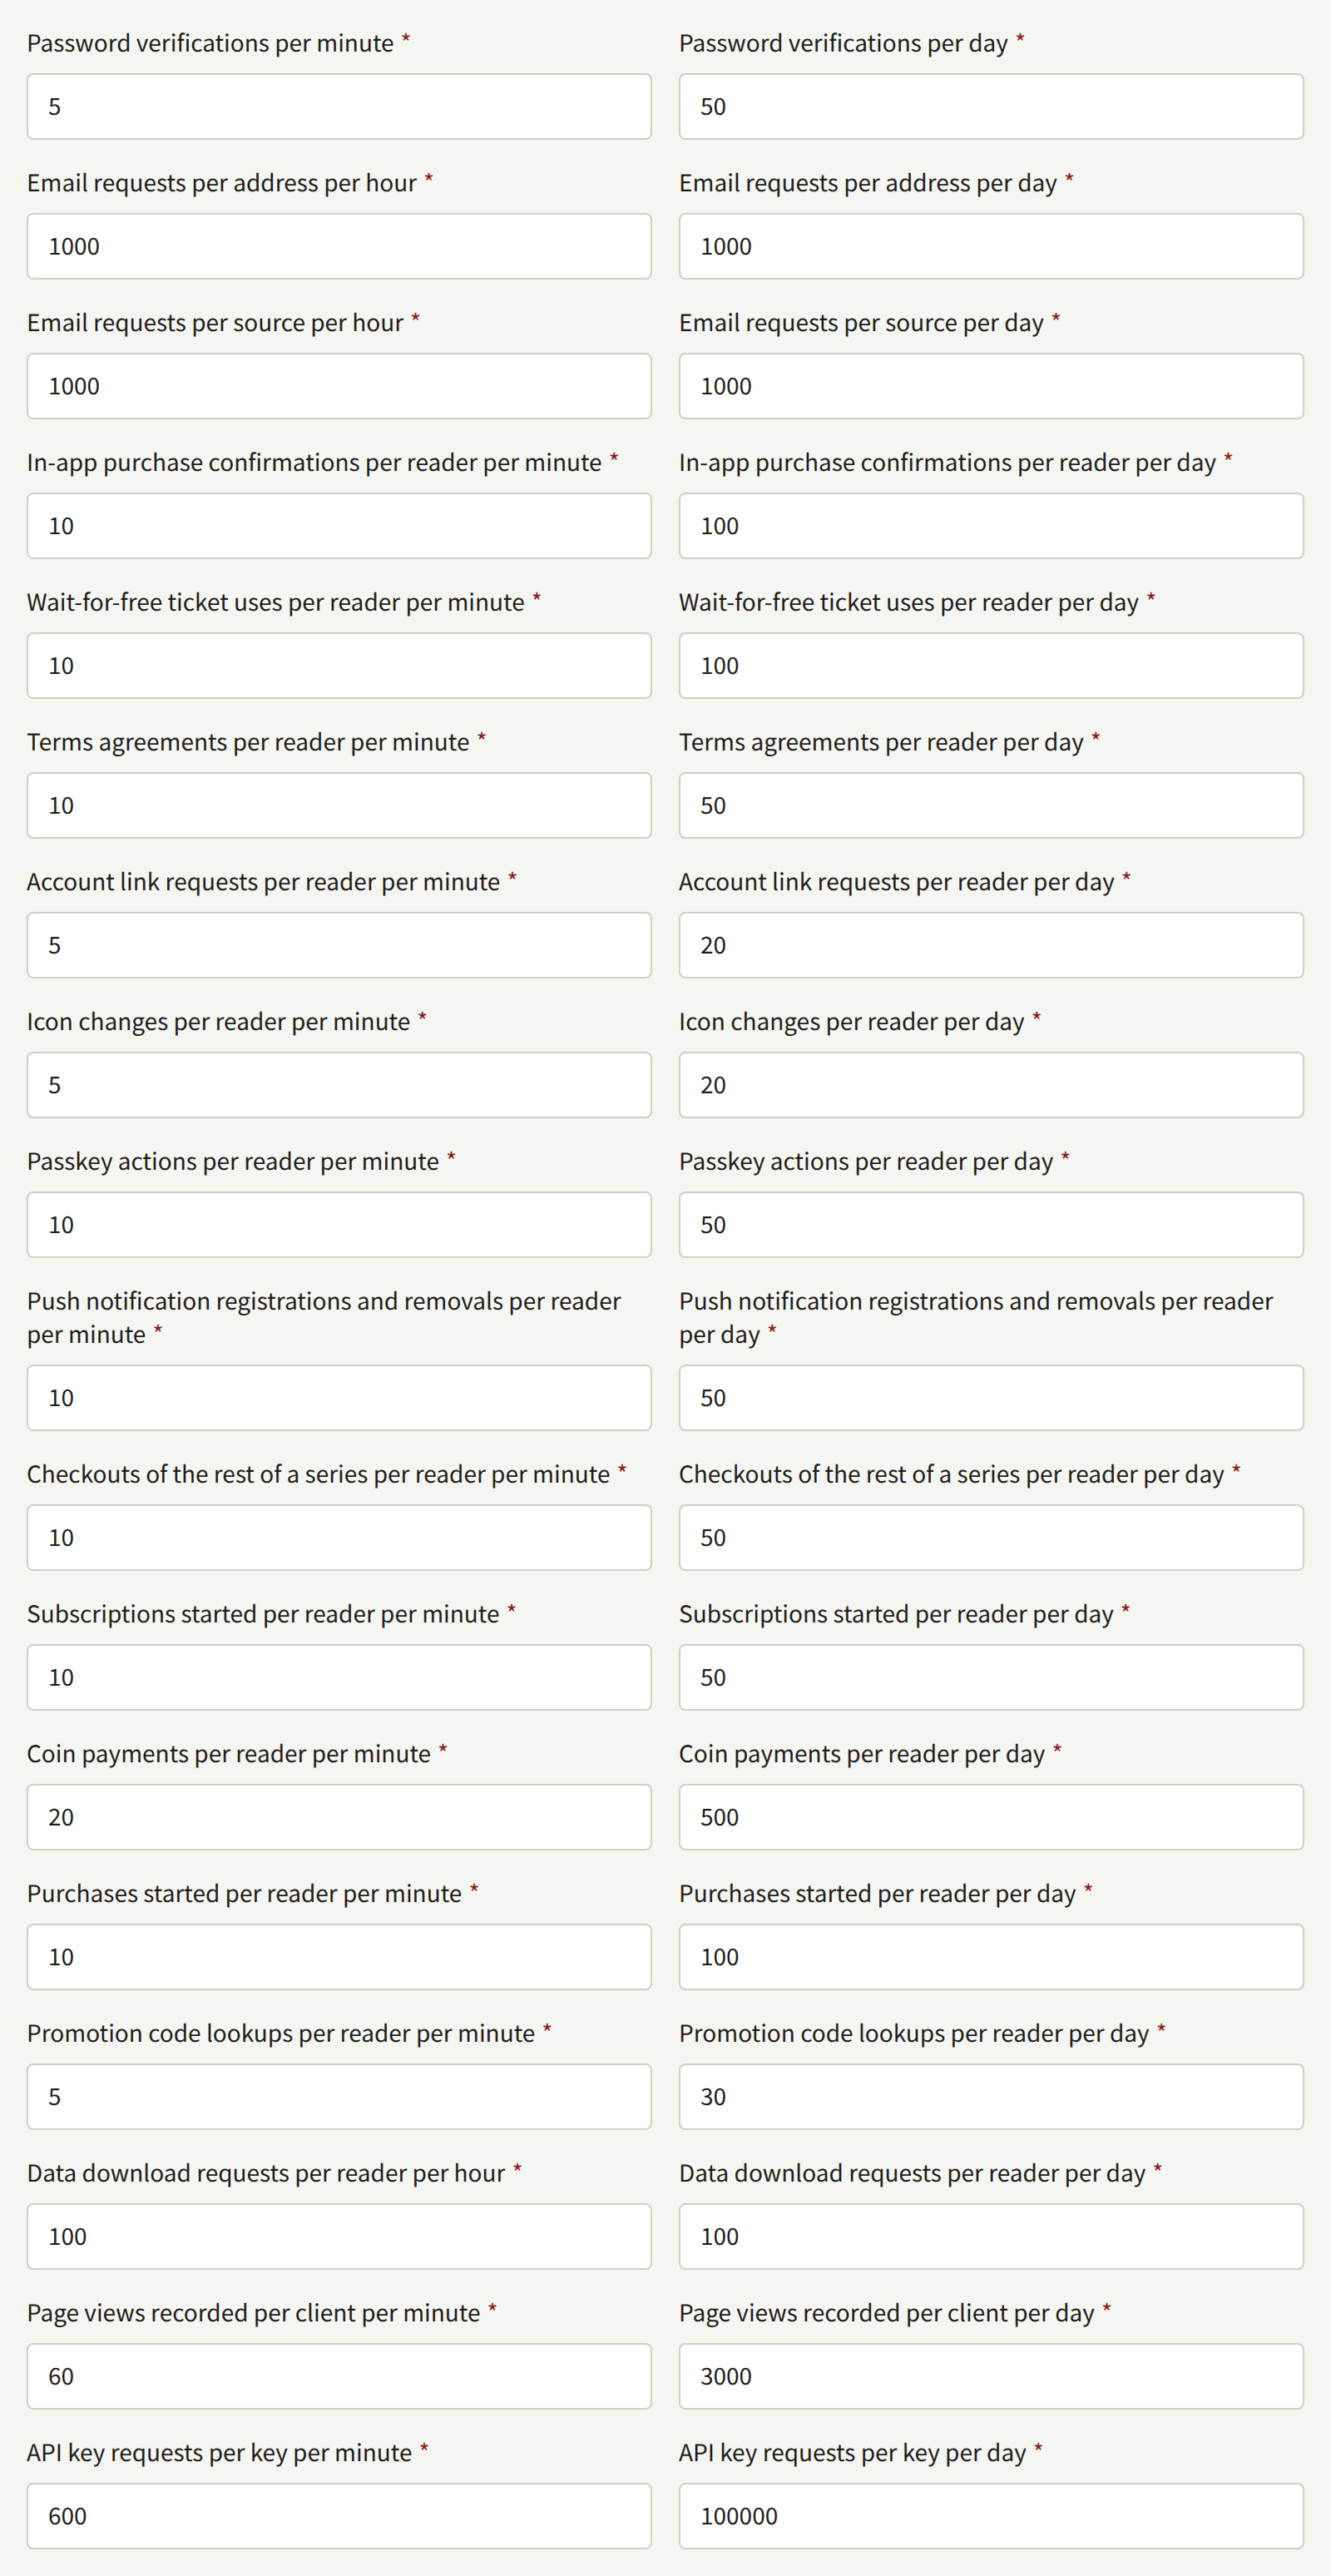 Password verifications per minute *
Password verifications per day *
5
50
Email requests per address per hour *
Email requests per address per day *
1000
1000
Email requests per source per hour *
Email requests per source per day *
1000
1000
In-app purchase confirmations per reader per minute *
In-app purchase confirmations per reader per day *
10
100
Wait-for-free ticket uses per reader per minute *
Wait-for-free ticket uses per reader per day *
10
100
Terms agreements per reader per minute *
Terms agreements per reader per day *
10
50
Account link requests per reader per minute *
Account link requests per reader per day *
5
20
Icon changes per reader per minute *
Icon changes per reader per day *
5
20
Passkey actions per reader per minute *
Passkey actions per reader per day *
10
50
Push notification registrations and removals per reader
per minute *
Push notification registrations and removals per reader
per day *
10
50
Checkouts of the rest of a series per reader per minute *
Checkouts of the rest of a series per reader per day *
10
50
Subscriptions started per reader per minute *
Subscriptions started per reader per day *
10
50
Coin payments per reader per minute *
Coin payments per reader per day *
20
500
Purchases started per reader per minute *
Purchases started per reader per day *
10
100
Promotion code lookups per reader per minute *
Promotion code lookups per reader per day *
5
30
Data download requests per reader per hour *
Data download requests per reader per day *
100
100
Page views recorded per client per minute *
Page views recorded per client per day *
60
3000
API key requests per key per minute *
API key requests per key per day *
600
100000